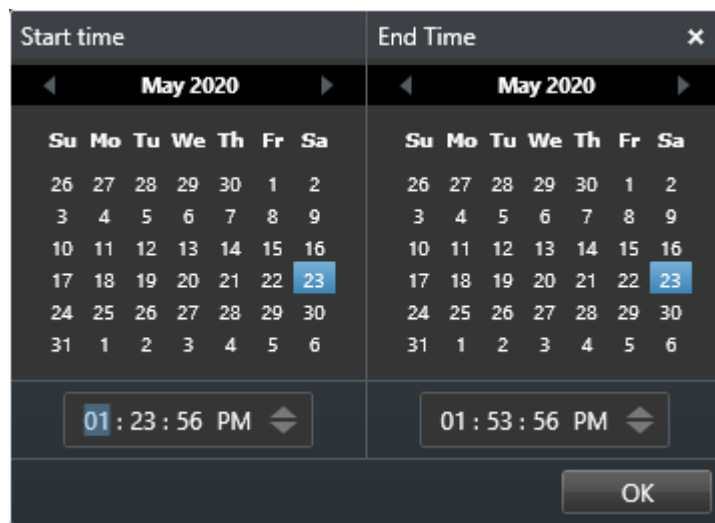 Start time
May 2020
Su Mo Tu We Th Fr Sa
26 27 28 29 30 1 2
3 4 5 6 7 8 9
10 11 12 13 14 15 16
17 18 19 20 21 22 23
24 25 26 27 28 29 30
31 1 2 3 4 5 6
01 : 23 : 56 PM
End Time
May 2020
Su Mo Tu We Th Fr Sa
26 27 28 29 30 1 2
3 4 5 6 7 8 9
10 11 12 13 14 15 16
17 18 19 20 21 22 23
24 25 26 27 28 29 30
31 1 2 3 4 5 6
01 : 53 : 56 PM
OK